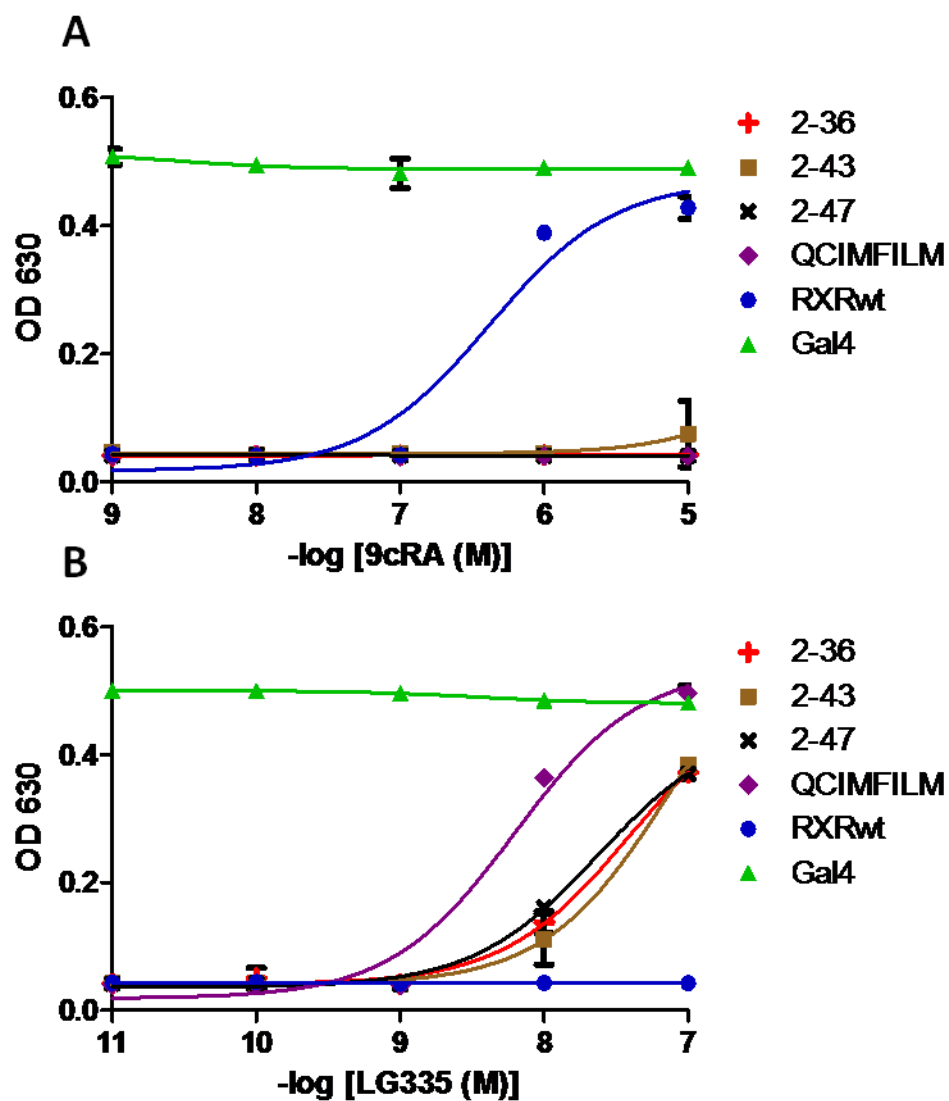 A
0.6
0.4
0.2
0.0
OD 630
9 8 7 6 5
-log [9cRA (M)]
2-36
2-43
2-47
QCIMFILM
RXRwt
Gal4
B
0.6
0.4
0.2
0.0
OD 630
11 10 9 8 7
-log [LG335 (M)]
2-36
2-43
2-47
QCIMFILM
RXRwt
Gal4